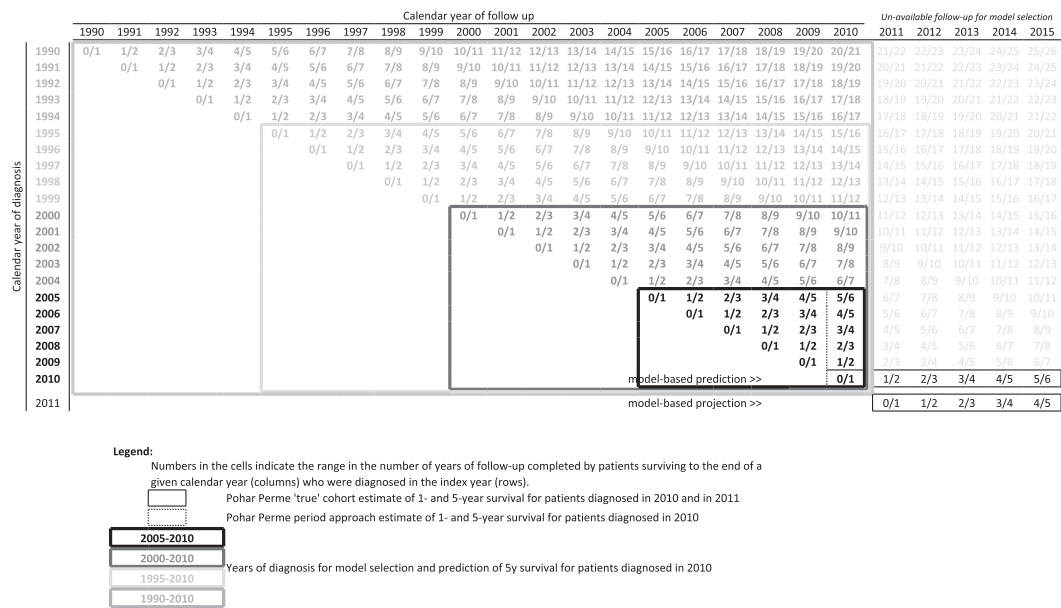 Calendar year of follow up
Un-available follow-up for model selection
1990 1991 1992 1993 1994 1995 1996 1997 1998 1999 2000 2001 2002 2003 2004 2005 2006 2007 2008 2009 2010 2011 2012 2013 2014 2015
Calendar year of diagnosis
1990 0/1 1/2 2/3 3/4 4/5 5/6 6/7 7/8 8/9 9/10 10/11 11/12 12/13 13/14 14/15 15/16 16/17 17/18 18/19 19/20 20/21 21/22 22/23 23/24 24/25 25/26
1991 0/1 1/2 2/3 3/4 4/5 5/6 6/7 7/8 8/9 9/10 10/11 11/12 12/13 13/14 14/15 15/16 16/17 17/18 18/19 19/20 20/21 21/22 22/23 23/24 24/25
1992 0/1 1/2 2/3 3/4 4/5 5/6 6/7 7/8 8/9 9/10 10/11 11/12 12/13 13/14 14/15 15/16 16/17 17/18 18/19 19/20 20/21 21/22 22/23 23/24
1993 0/1 1/2 2/3 3/4 4/5 5/6 6/7 7/8 8/9 9/10 10/11 11/12 12/13 13/14 14/15 15/16 16/17 17/18 18/19 19/20 20/21 21/22 22/23
1994 0/1 1/2 2/3 3/4 4/5 5/6 6/7 7/8 8/9 9/10 10/11 11/12 12/13 13/14 14/15 15/16 16/17 17/18 18/19 19/20 20/21 21/22
1995 0/1 1/2 2/3 3/4 4/5 5/6 6/7 7/8 8/9 9/10 10/11 11/12 12/13 13/14 14/15 15/16 16/17 17/18 18/19 19/20 20/21
1996 0/1 1/2 2/3 3/4 4/5 5/6 6/7 7/8 8/9 9/10 10/11 11/12 12/13 13/14 14/15 15/16 16/17 17/18 18/19 19/20
1997 0/1 1/2 2/3 3/4 4/5 5/6 6/7 7/8 8/9 9/10 10/11 11/12 12/13 13/14 14/15 15/16 16/17 17/18 18/19
1998 0/1 1/2 2/3 3/4 4/5 5/6 6/7 7/8 8/9 9/10 10/11 11/12 12/13 13/14 14/15 15/16 16/17 17/18
1999 0/1 1/2 2/3 3/4 4/5 5/6 6/7 7/8 8/9 9/10 10/11 11/12 12/13 13/14 14/15 15/16 16/17
2000 0/1 1/2 2/3 3/4 4/5 5/6 6/7 7/8 8/9 9/10 10/11 11/12 12/13 13/14 14/15 15/16
2001 0/1 1/2 2/3 3/4 4/5 5/6 6/7 7/8 8/9 9/10 10/11 11/12 12/13 13/14 14/15
2002 0/1 1/2 2/3 3/4 4/5 5/6 6/7 7/8 8/9 9/10 10/11 11/12 12/13 13/14
2003 0/1 1/2 2/3 3/4 4/5 5/6 6/7 7/8 8/9 9/10 10/11 11/12 12/13
2004 0/1 1/2 2/3 3/4 4/5 5/6 6/7 7/8 8/9 9/10 10/11 11/12
2005 0/1 1/2 2/3 3/4 4/5 5/6 6/7 7/8 8/9 9/10 10/11
2006 0/1 1/2 2/3 3/4 4/5 5/6 6/7 7/8 8/9 9/10
2007 0/1 1/2 2/3 3/4 4/5 5/6 6/7 7/8 8/9
2008 0/1 1/2 2/3 3/4 4/5 5/6 6/7 7/8
2009 0/1 1/2 2/3 3/4 4/5 5/6 6/7
2010 model-based prediction >> 0/1 1/2 2/3 3/4 4/5 5/6
2011 model-based projection >> 0/1 1/2 2/3 3/4 4/5
Legend:
Numbers in the cells indicate the range in the number of years of follow-up completed by patients surviving to the end of a
given calendar year (columns) who were diagnosed in the index year (rows).
Pohar Perme 'true' cohort estimate of 1- and 5-year survival for patients diagnosed in 2010 and in 2011
Pohar Perme period approach estimate of 1- and 5-year survival for patients diagnosed in 2010
2005-2010
2000-2010
Years of diagnosis for model selection and prediction of 5y survival for patients diagnosed in 2010
1995-2010
1990-2010